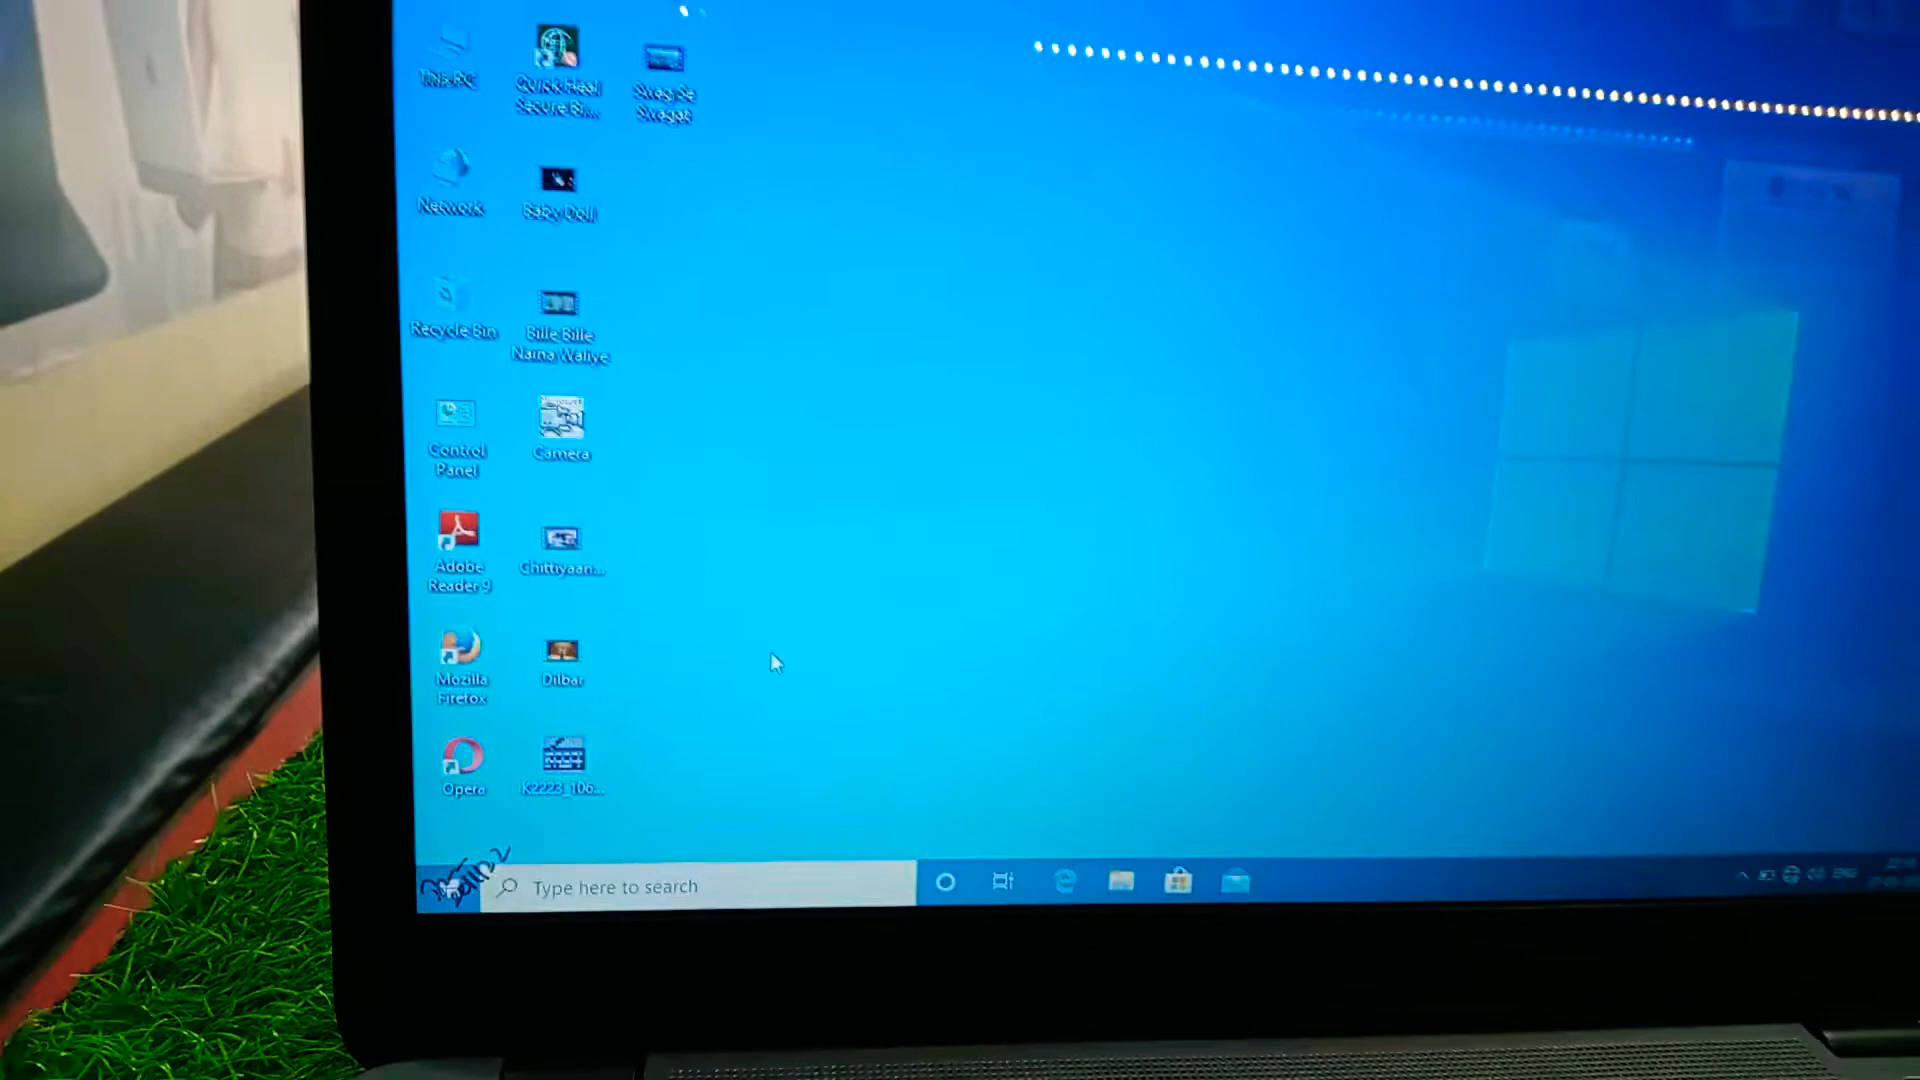 This PC
Quick Heal
Secure Br...
Swag Se
Swagat
Network
Baby Doll
Recycle Bin
Bille Bille
Naina Waliye
Control
Panel
Camera
Adobe
Reader 9
Chittiyaan...
Mozilla
Firefox
Dilbar
Opera
K2223_106...
Type here to search
ENG